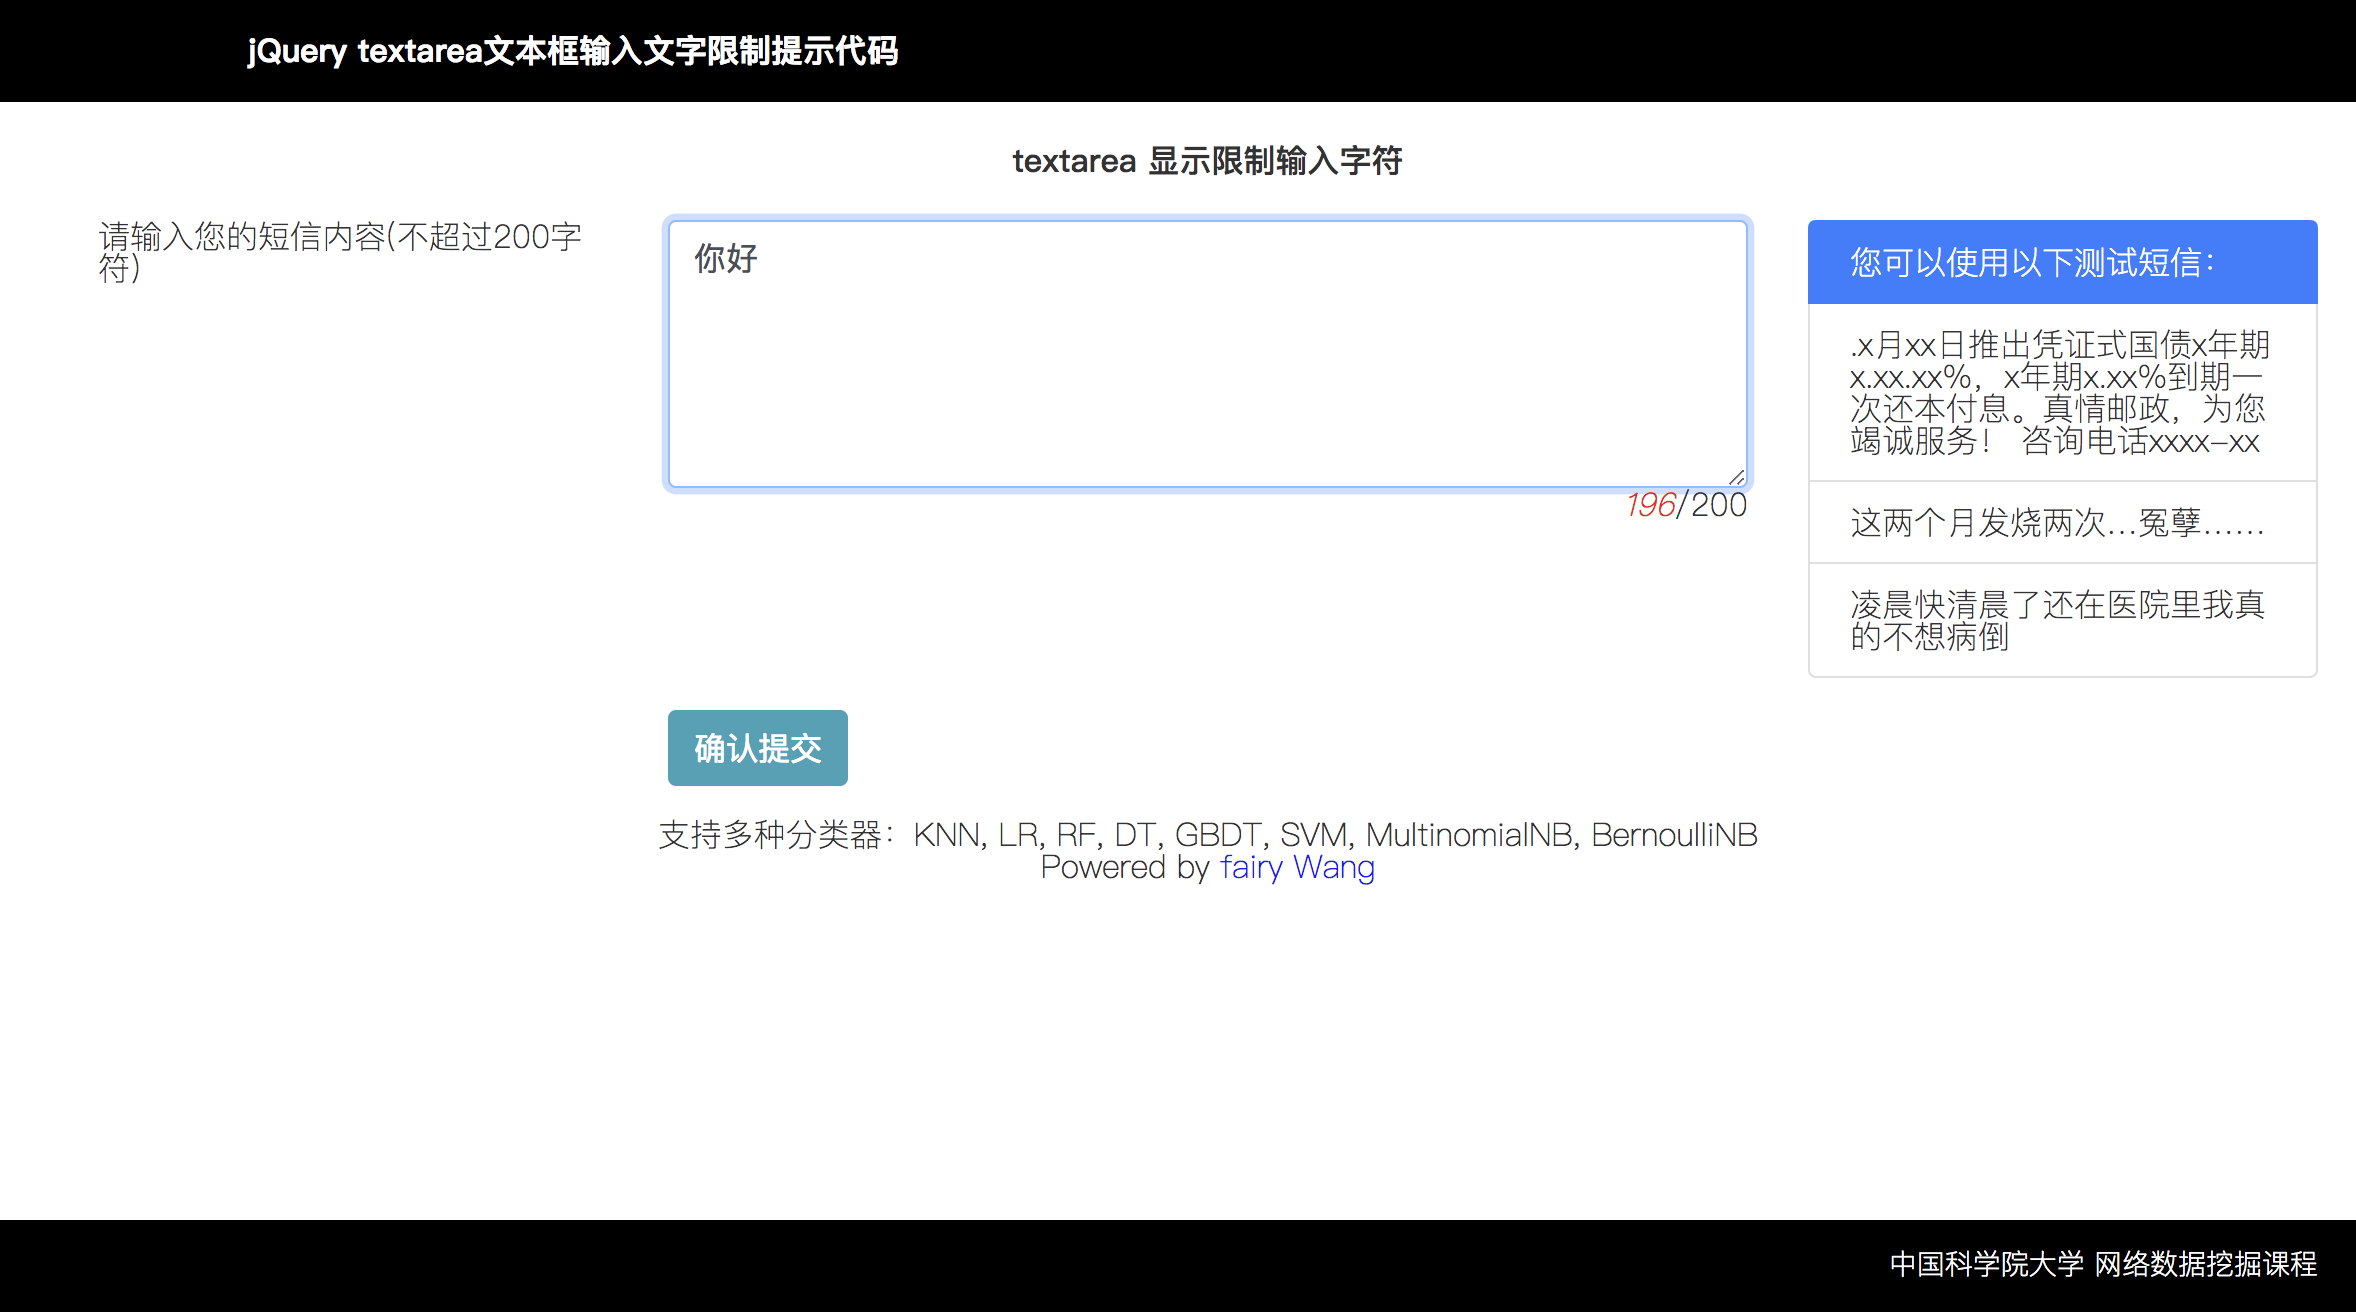 jQuery textarea文本框输入文字限制提示代码
textarea 显示限制输入字符
请输入您的短信内容(不超过200字
符)
你好
196/200
您可以使用以下测试短信：
.x月xx日推出凭证式国债x年期
x.xx.xx%，x年期x.xx%到期一
次还本付息。真情邮政，为您
竭诚服务！ 咨询电话xxxx-xx
这两个月发烧两次...冤孽......
凌晨快清晨了还在医院里我真
的不想病倒
确认提交
支持多种分类器：KNN, LR, RF, DT, GBDT, SVM, MultinomialNB, BernoulliNB
Powered by fairy Wang
中国科学院大学 网络数据挖掘课程